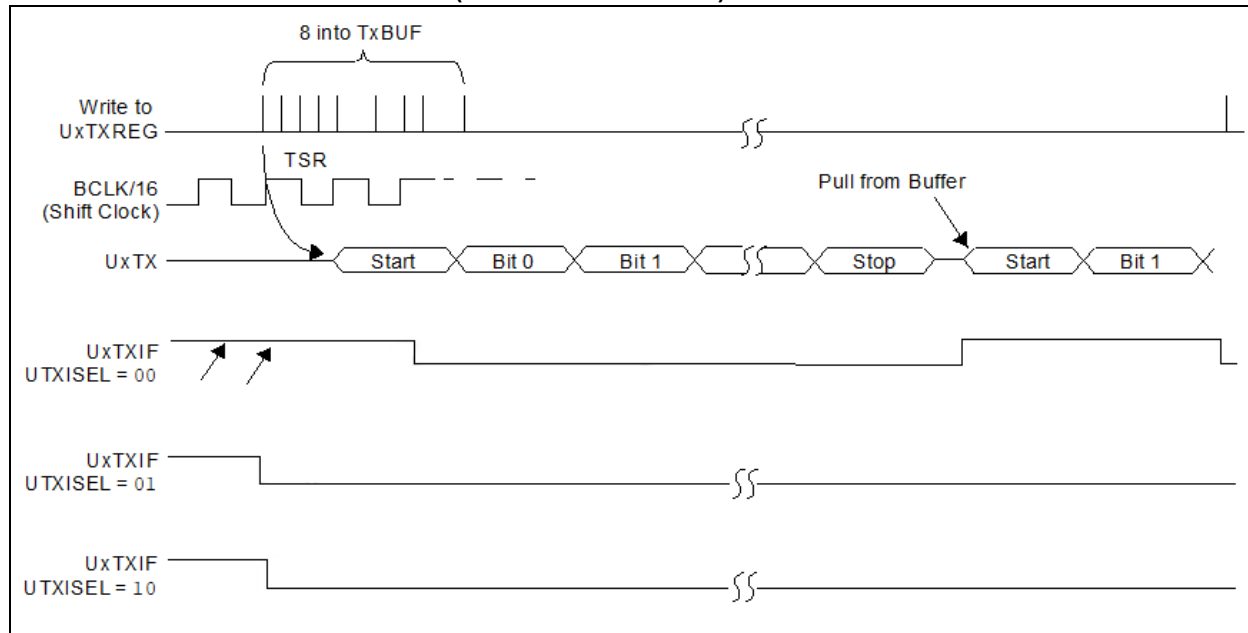 8 into TxBUF
Write to
UxTXREG
TSR
BCLK/16
(Shift Clock)
Pull from Buffer
UxTX
Start
Bit 0
Bit 1
Stop
Start
Bit 1
UxTXIF
UTXISEL = 00
UxTXIF
UTXISEL = 01
UxTXIF
UTXISEL = 10